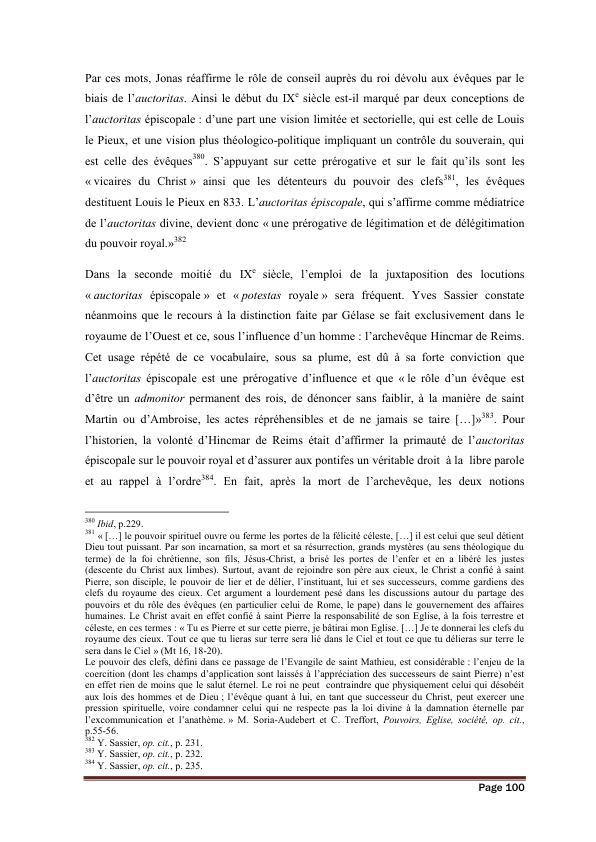 Par ces mots, Jonas réaffirme le rôle de conseil auprès du roi dévolu aux évêques par le
biais de l’auctoritas. Ainsi le début du IXe siècle est-il marqué par deux conceptions de
l’auctoritas épiscopale : d’une part une vision limitée et sectorielle, qui est celle de Louis
le Pieux, et une vision plus théologico-politique impliquant un contrôle du souverain, qui
est celle des évêques380. S’appuyant sur cette prérogative et sur le fait qu’ils sont les
« vicaires du Christ » ainsi que les détenteurs du pouvoir des clefs381, les évêques
destituent Louis le Pieux en 833. L’auctoritas épiscopale, qui s’affirme comme médiatrice
de l’auctoritas divine, devient donc « une prérogative de légitimation et de délégitimation
du pouvoir royal.»382
Dans la seconde moitié du IXe siècle, l’emploi de la juxtaposition des locutions
« auctoritas épiscopale » et « potestas royale » sera fréquent. Yves Sassier constate
néanmoins que le recours à la distinction faite par Gélase se fait exclusivement dans le
royaume de l’Ouest et ce, sous l’influence d’un homme : l’archevêque Hincmar de Reims.
Cet usage répété de ce vocabulaire, sous sa plume, est dû à sa forte conviction que
l’auctoritas épiscopale est une prérogative d’influence et que « le rôle d’un évêque est
d’être un admonitor permanent des rois, de dénoncer sans faiblir, à la manière de saint
Martin ou d’Ambroise, les actes répréhensibles et de ne jamais se taire […]»383. Pour
l’historien, la volonté d’Hincmar de Reims était d’affirmer la primauté de l’auctoritas
épiscopale sur le pouvoir royal et d’assurer aux pontifes un véritable droit à la libre parole
et au rappel à l’ordre384. En fait, après la mort de l’archevêque, les deux notions
380 Ibid, p.229.
381 « […] le pouvoir spirituel ouvre ou ferme les portes de la félicité céleste, […] il est celui que seul détient
Dieu tout puissant. Par son incarnation, sa mort et sa résurrection, grands mystères (au sens théologique du
terme) de la foi chrétienne, son fils, Jésus-Christ, a brisé les portes de l’enfer et en a libéré les justes
(descente du Christ aux limbes). Surtout, avant de rejoindre son père aux cieux, le Christ a confié à saint
Pierre, son disciple, le pouvoir de lier et de délier, l’instituant, lui et ses successeurs, comme gardiens des
clefs du royaume des cieux. Cet argument a lourdement pesé dans les discussions autour du partage des
pouvoirs et du rôle des évêques (en particulier celui de Rome, le pape) dans le gouvernement des affaires
humaines. Le Christ avait en effet confié à saint Pierre la responsabilité de son Eglise, à la fois terrestre et
céleste, en ces termes : « Tu es Pierre et sur cette pierre, je bâtirai mon Eglise. […] Je te donnerai les clefs du
royaume des cieux. Tout ce que tu lieras sur terre sera lié dans le Ciel et tout ce que tu délieras sur terre le
sera dans le Ciel » (Mt 16, 18-20).
Le pouvoir des clefs, défini dans ce passage de l’Evangile de saint Mathieu, est considérable : l’enjeu de la
coercition (dont les champs d’application sont laissés à l’appréciation des successeurs de saint Pierre) n’est
en effet rien de moins que le salut éternel. Le roi ne peut contraindre que physiquement celui qui désobéit
aux lois des hommes et de Dieu ; l’évêque quant à lui, en tant que successeur du Christ, peut exercer une
pression spirituelle, voire condamner celui qui ne respecte pas la loi divine à la damnation éternelle par
l’excommunication et l’anathème. » M. Soria-Audebert et C. Treffort, Pouvoirs, Eglise, société, op. cit.,
p.55-56.
382 Y. Sassier, op. cit., p. 231.
383 Y. Sassier, op. cit., p. 232.
384 Y. Sassier, op. cit., p. 235.
Page 100